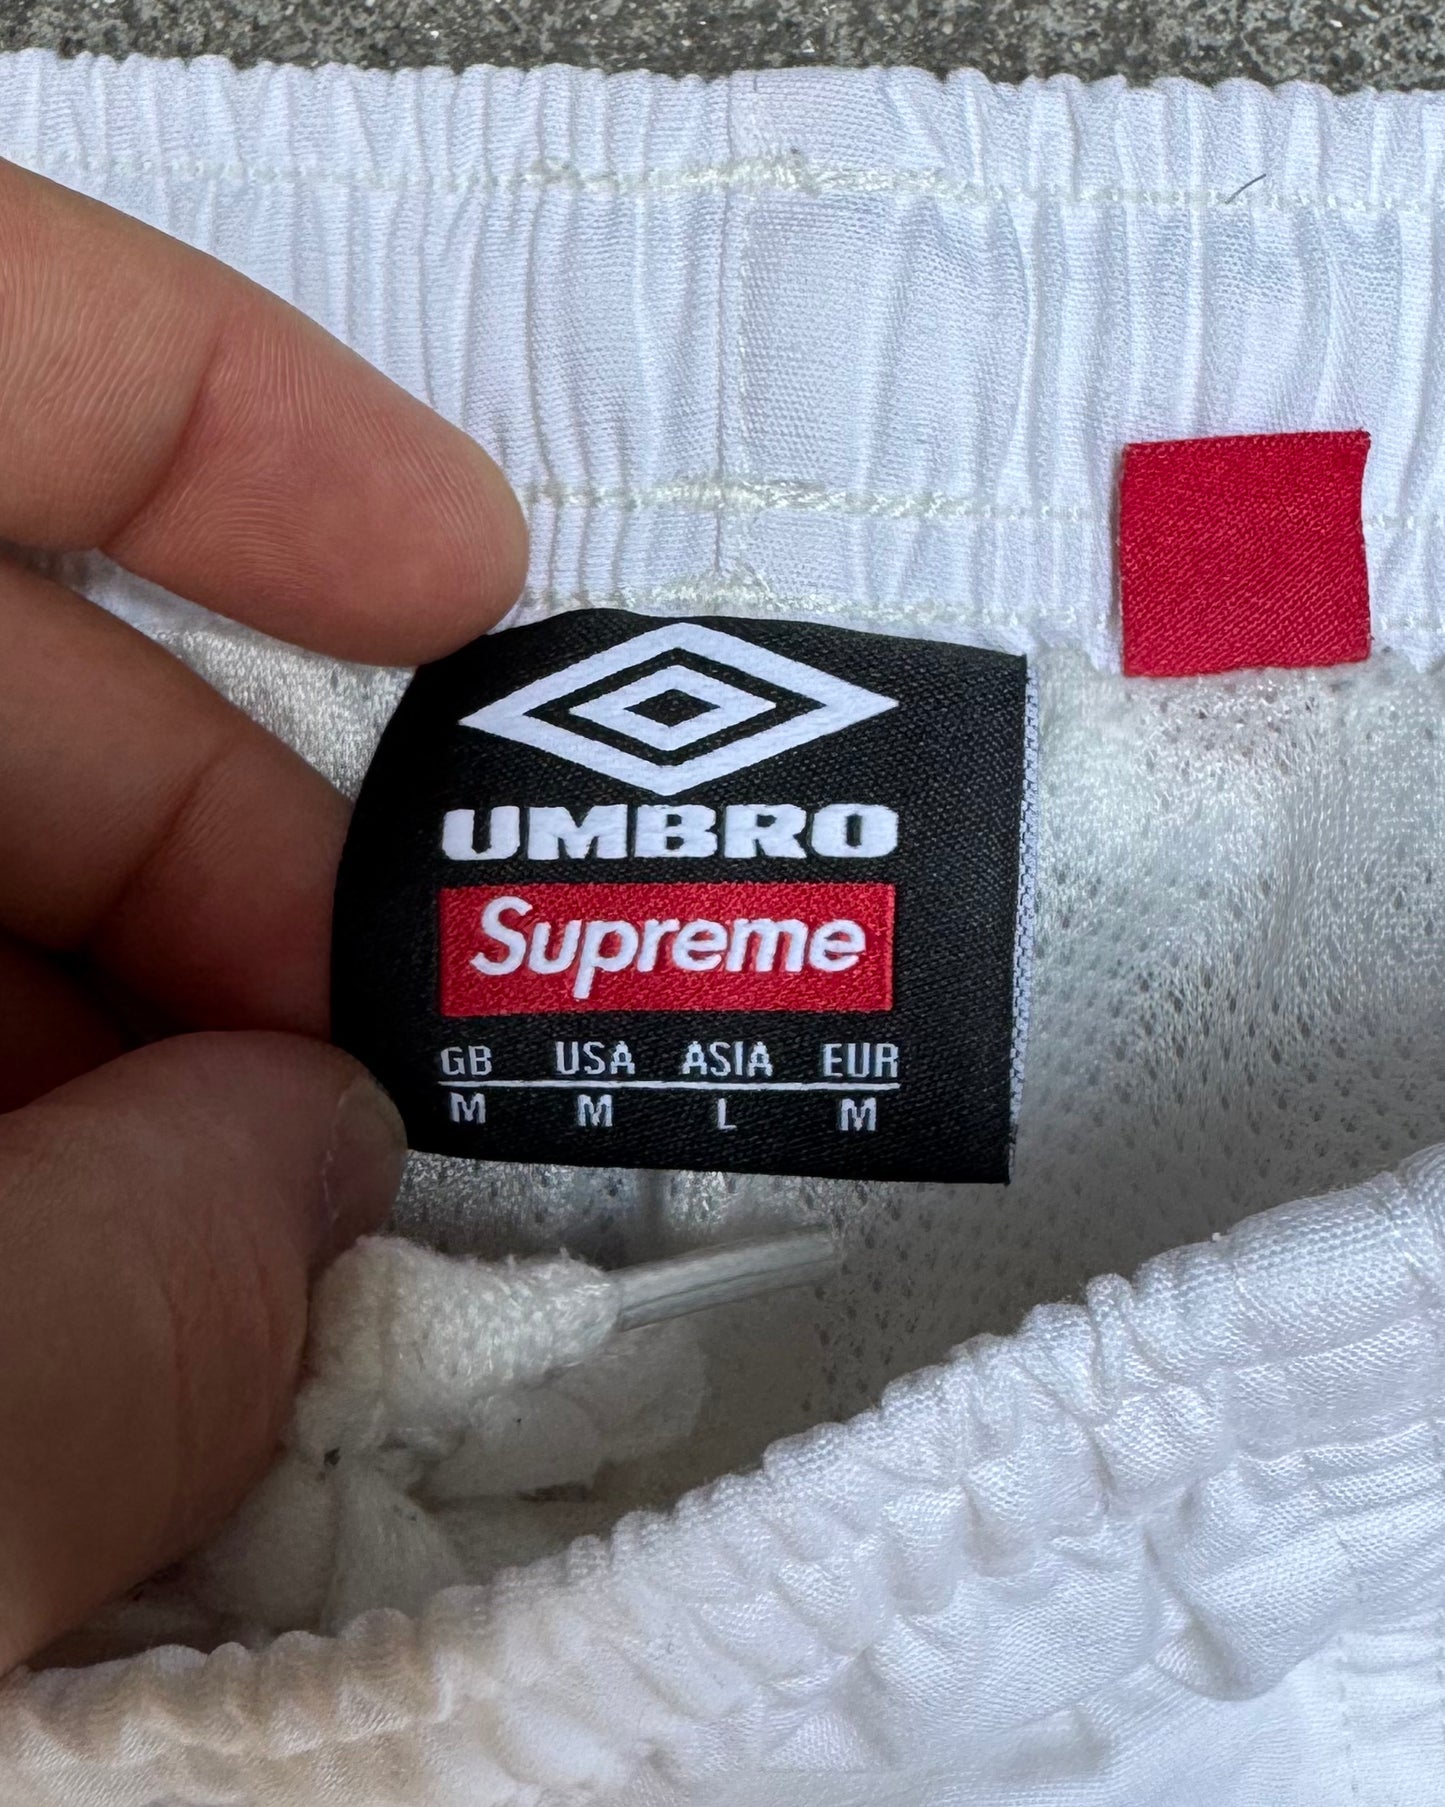 UMBRO
Supreme
GB USA ASIA EUR
M M L M